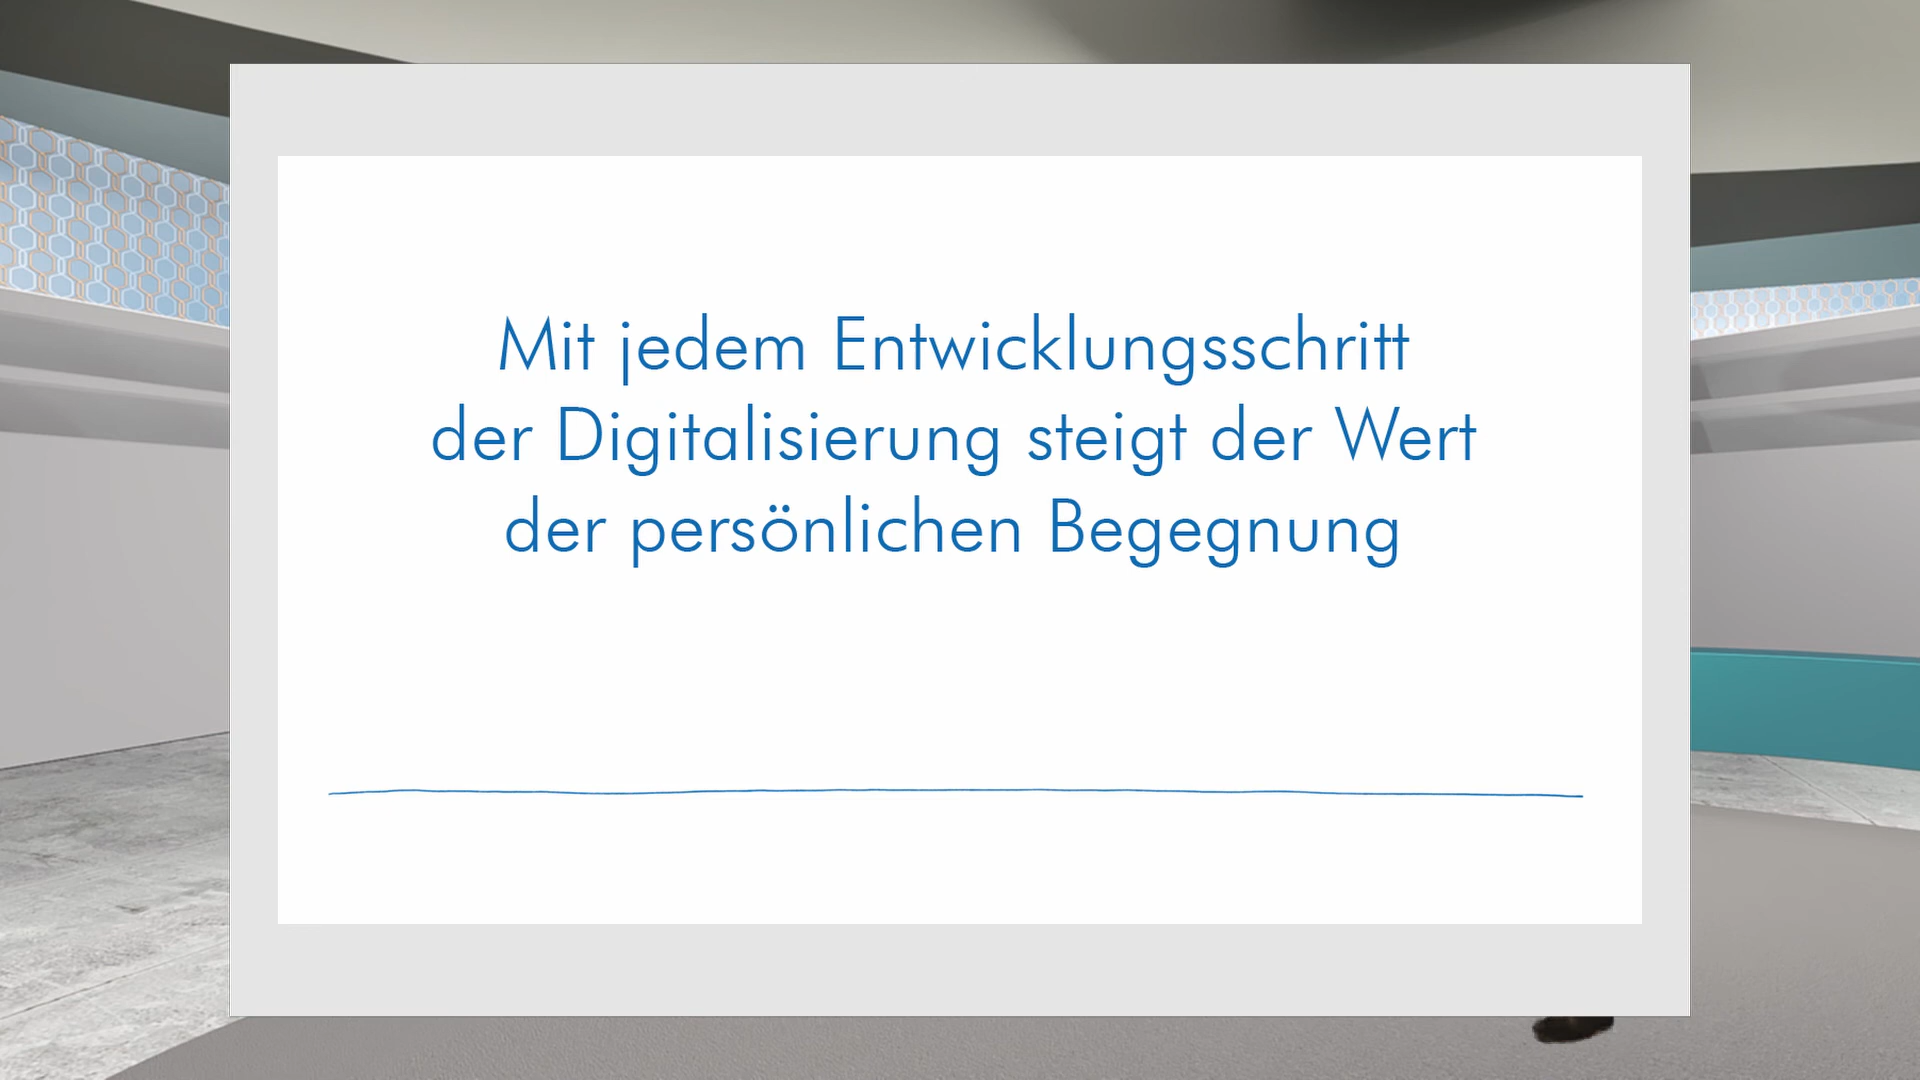 Mit jedem Entwicklungsschritt
der Digitalisierung steigt der Wert
der persönlichen Begegnung